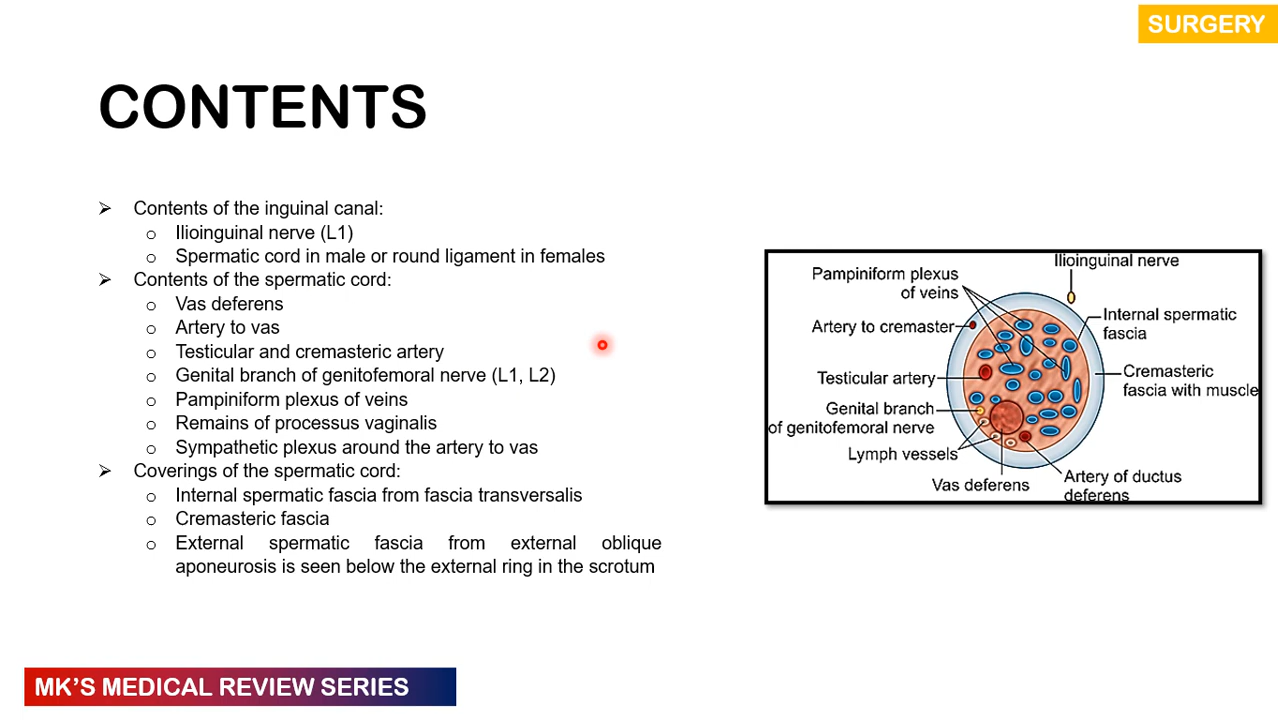 SURGERY
CONTENTS
➢ Contents of the inguinal canal:
o Ilioinguinal nerve (L1)
o Spermatic cord in male or round ligament in females
➢ Contents of the spermatic cord:
o Vas deferens
o Artery to vas
o Testicular and cremasteric artery
o Genital branch of genitofemoral nerve (L1, L2)
o Pampiniform plexus of veins
o Remains of processus vaginalis
o Sympathetic plexus around the artery to vas
➢ Coverings of the spermatic cord:
o Internal spermatic fascia from fascia transversalis
o Cremasteric fascia
o External spermatic fascia from external oblique
aponeurosis is seen below the external ring in the scrotum
Ilioinguinal nerve
Pampiniform plexus
of veins
Internal spermatic
fascia
Artery to cremaster
Cremasteric
fascia with muscle
Testicular artery
Genital branch
of genitofemoral nerve
Lymph vessels
Vas deferens
Artery of ductus
deferens
MK'S MEDICAL REVIEW SERIES